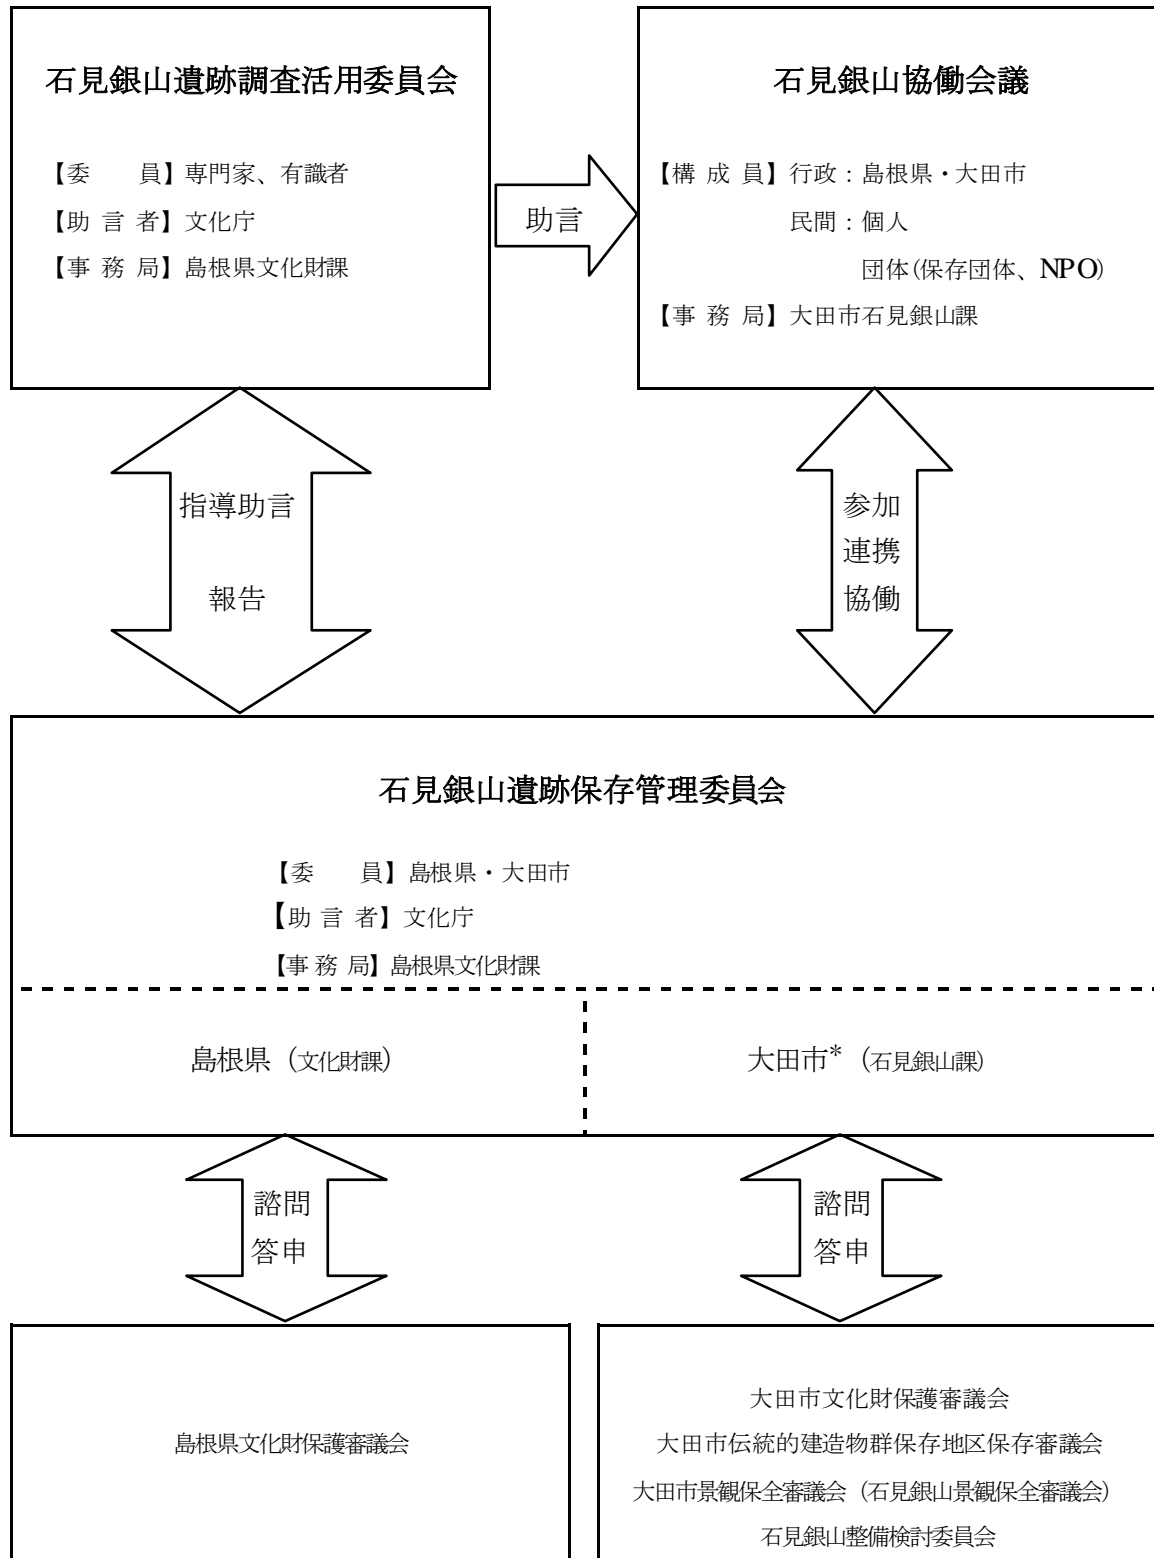 石見銀山遺跡調査活用委員会
【委　　員】専門家、有識者
【助 言 者】文化庁
【事 務 局】島根県文化財課
助言
石見銀山協働会議
【構 成 員】行政：島根県・大田市
民間：個人
団体(保存団体、NPO)
【事 務 局】大田市石見銀山課
指導助言
報告
参加
連携
協働
石見銀山遺跡保存管理委員会
【委　　員】島根県・大田市
【助 言 者】文化庁
【事 務 局】島根県文化財課
島根県（文化財課）
大田市*（石見銀山課）
諮問
答申
諮問
答申
島根県文化財保護審議会
大田市文化財保護審議会
大田市伝統的建造物群保存地区保存審議会
大田市景観保全審議会（石見銀山景観保全審議会）
石見銀山整備検討委員会